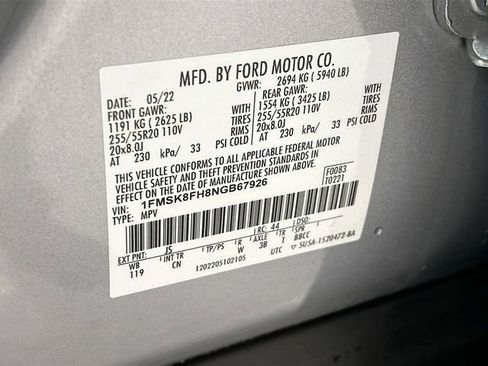 MFD. BY FORD MOTOR CO.
DATE: 05/22 GVWR: 2694 KG ( 5940 LB)
FRONT GAWR: REAR GAWR:
1191 KG ( 2625 LB) WITH 1554 KG ( 3425 LB) WITH
255/55R20 110V TIRES 255/55R20 110V TIRES
20x8.0J RIMS 20x8.0J RIMS
AT 230 kPa/ 33 PSI COLD AT 230 kPa/ 33 PSI COLD
THIS VEHICLE CONFORMS TO ALL APPLICABLE FEDERAL MOTOR
VEHICLE SAFETY AND THEFT PREVENTION STANDARDS IN
EFFECT ON THE DATE OF MANUFACTURE SHOWN ABOVE.
VIN: 1FMSK8FH8NGB67926 F0083
MPV T0221
EXT PNT: JS RC: 44 DSO:
WB INT TR TP/PS R AXLE T SPR
119 CN W 3B T BBCC
1202205102105 UTC ▽ 5U5A-1520472-BA